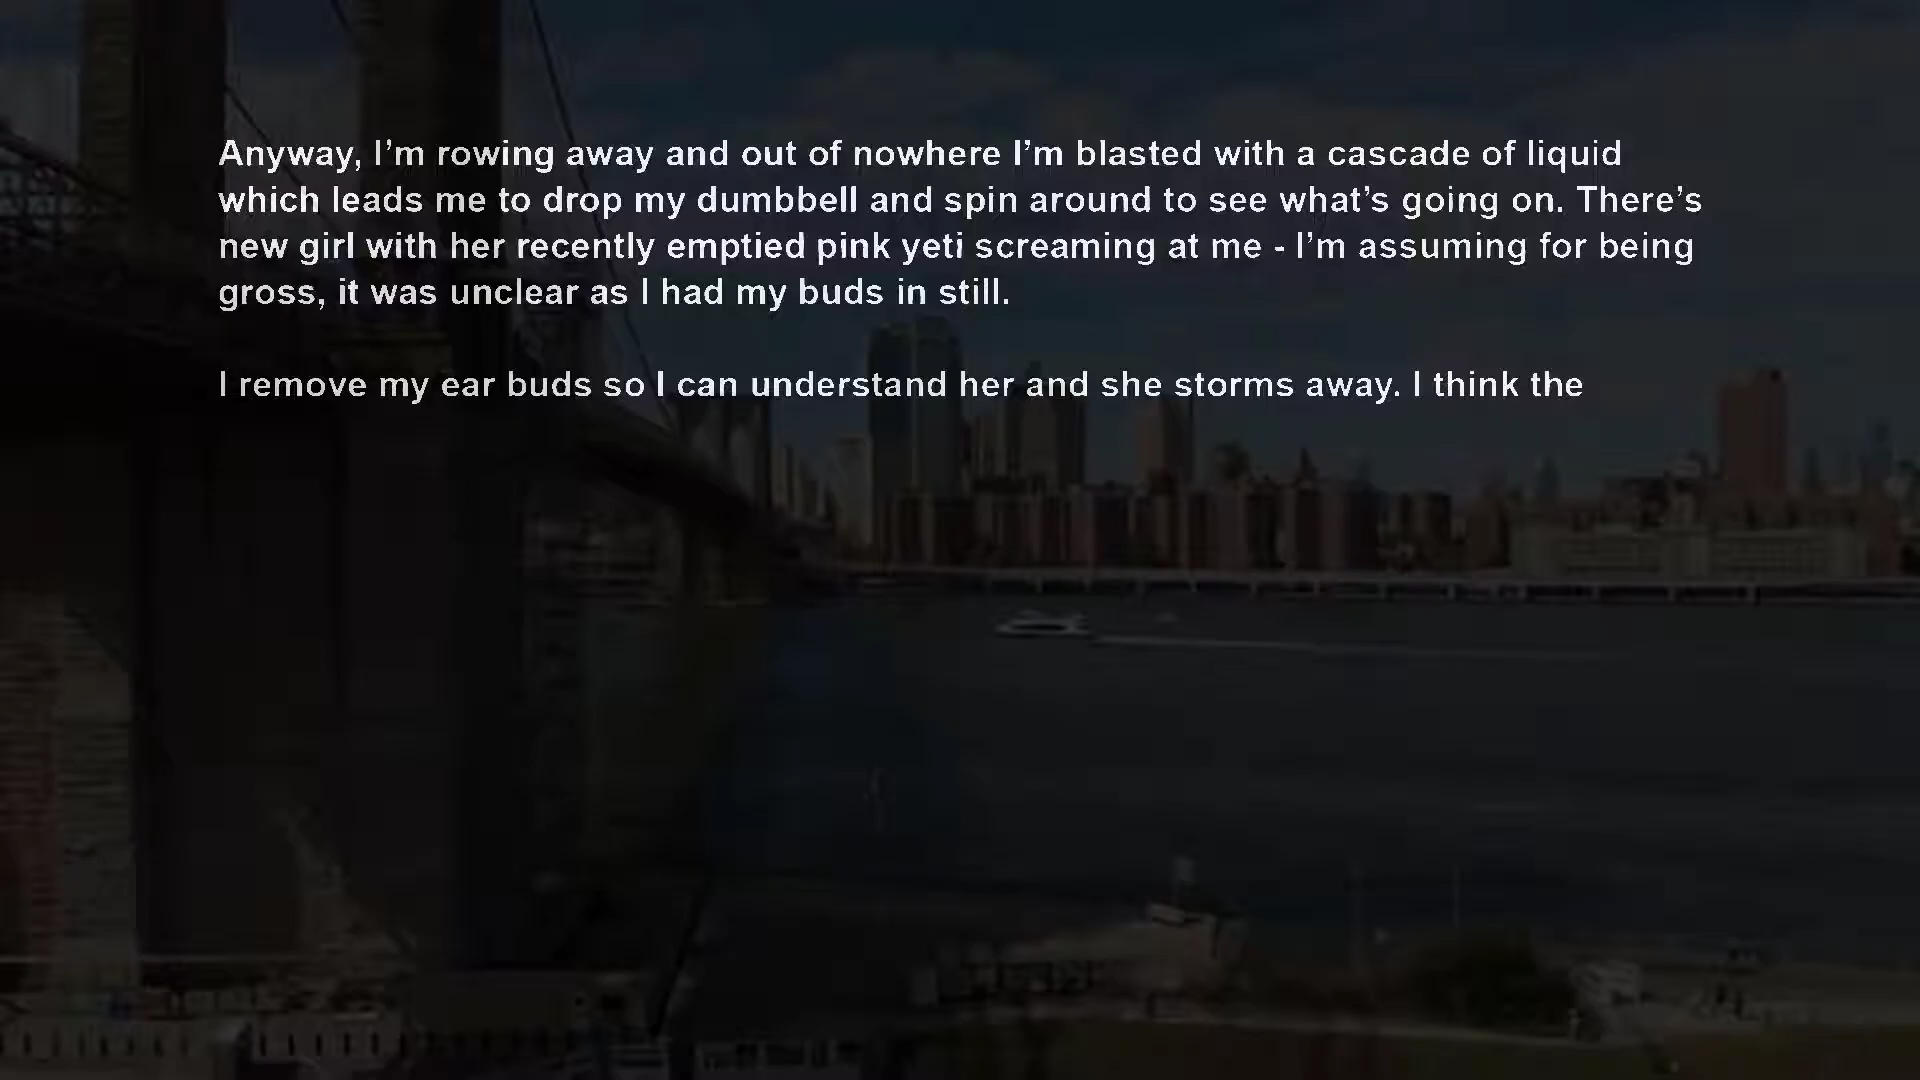 Anyway, I’m rowing away and out of nowhere I’m blasted with a cascade of liquid
which leads me to drop my dumbbell and spin around to see what’s going on. There’s
new girl with her recently emptied pink yeti screaming at me - I’m assuming for being
gross, it was unclear as I had my buds in still.
I remove my ear buds so I can understand her and she storms away. I think the